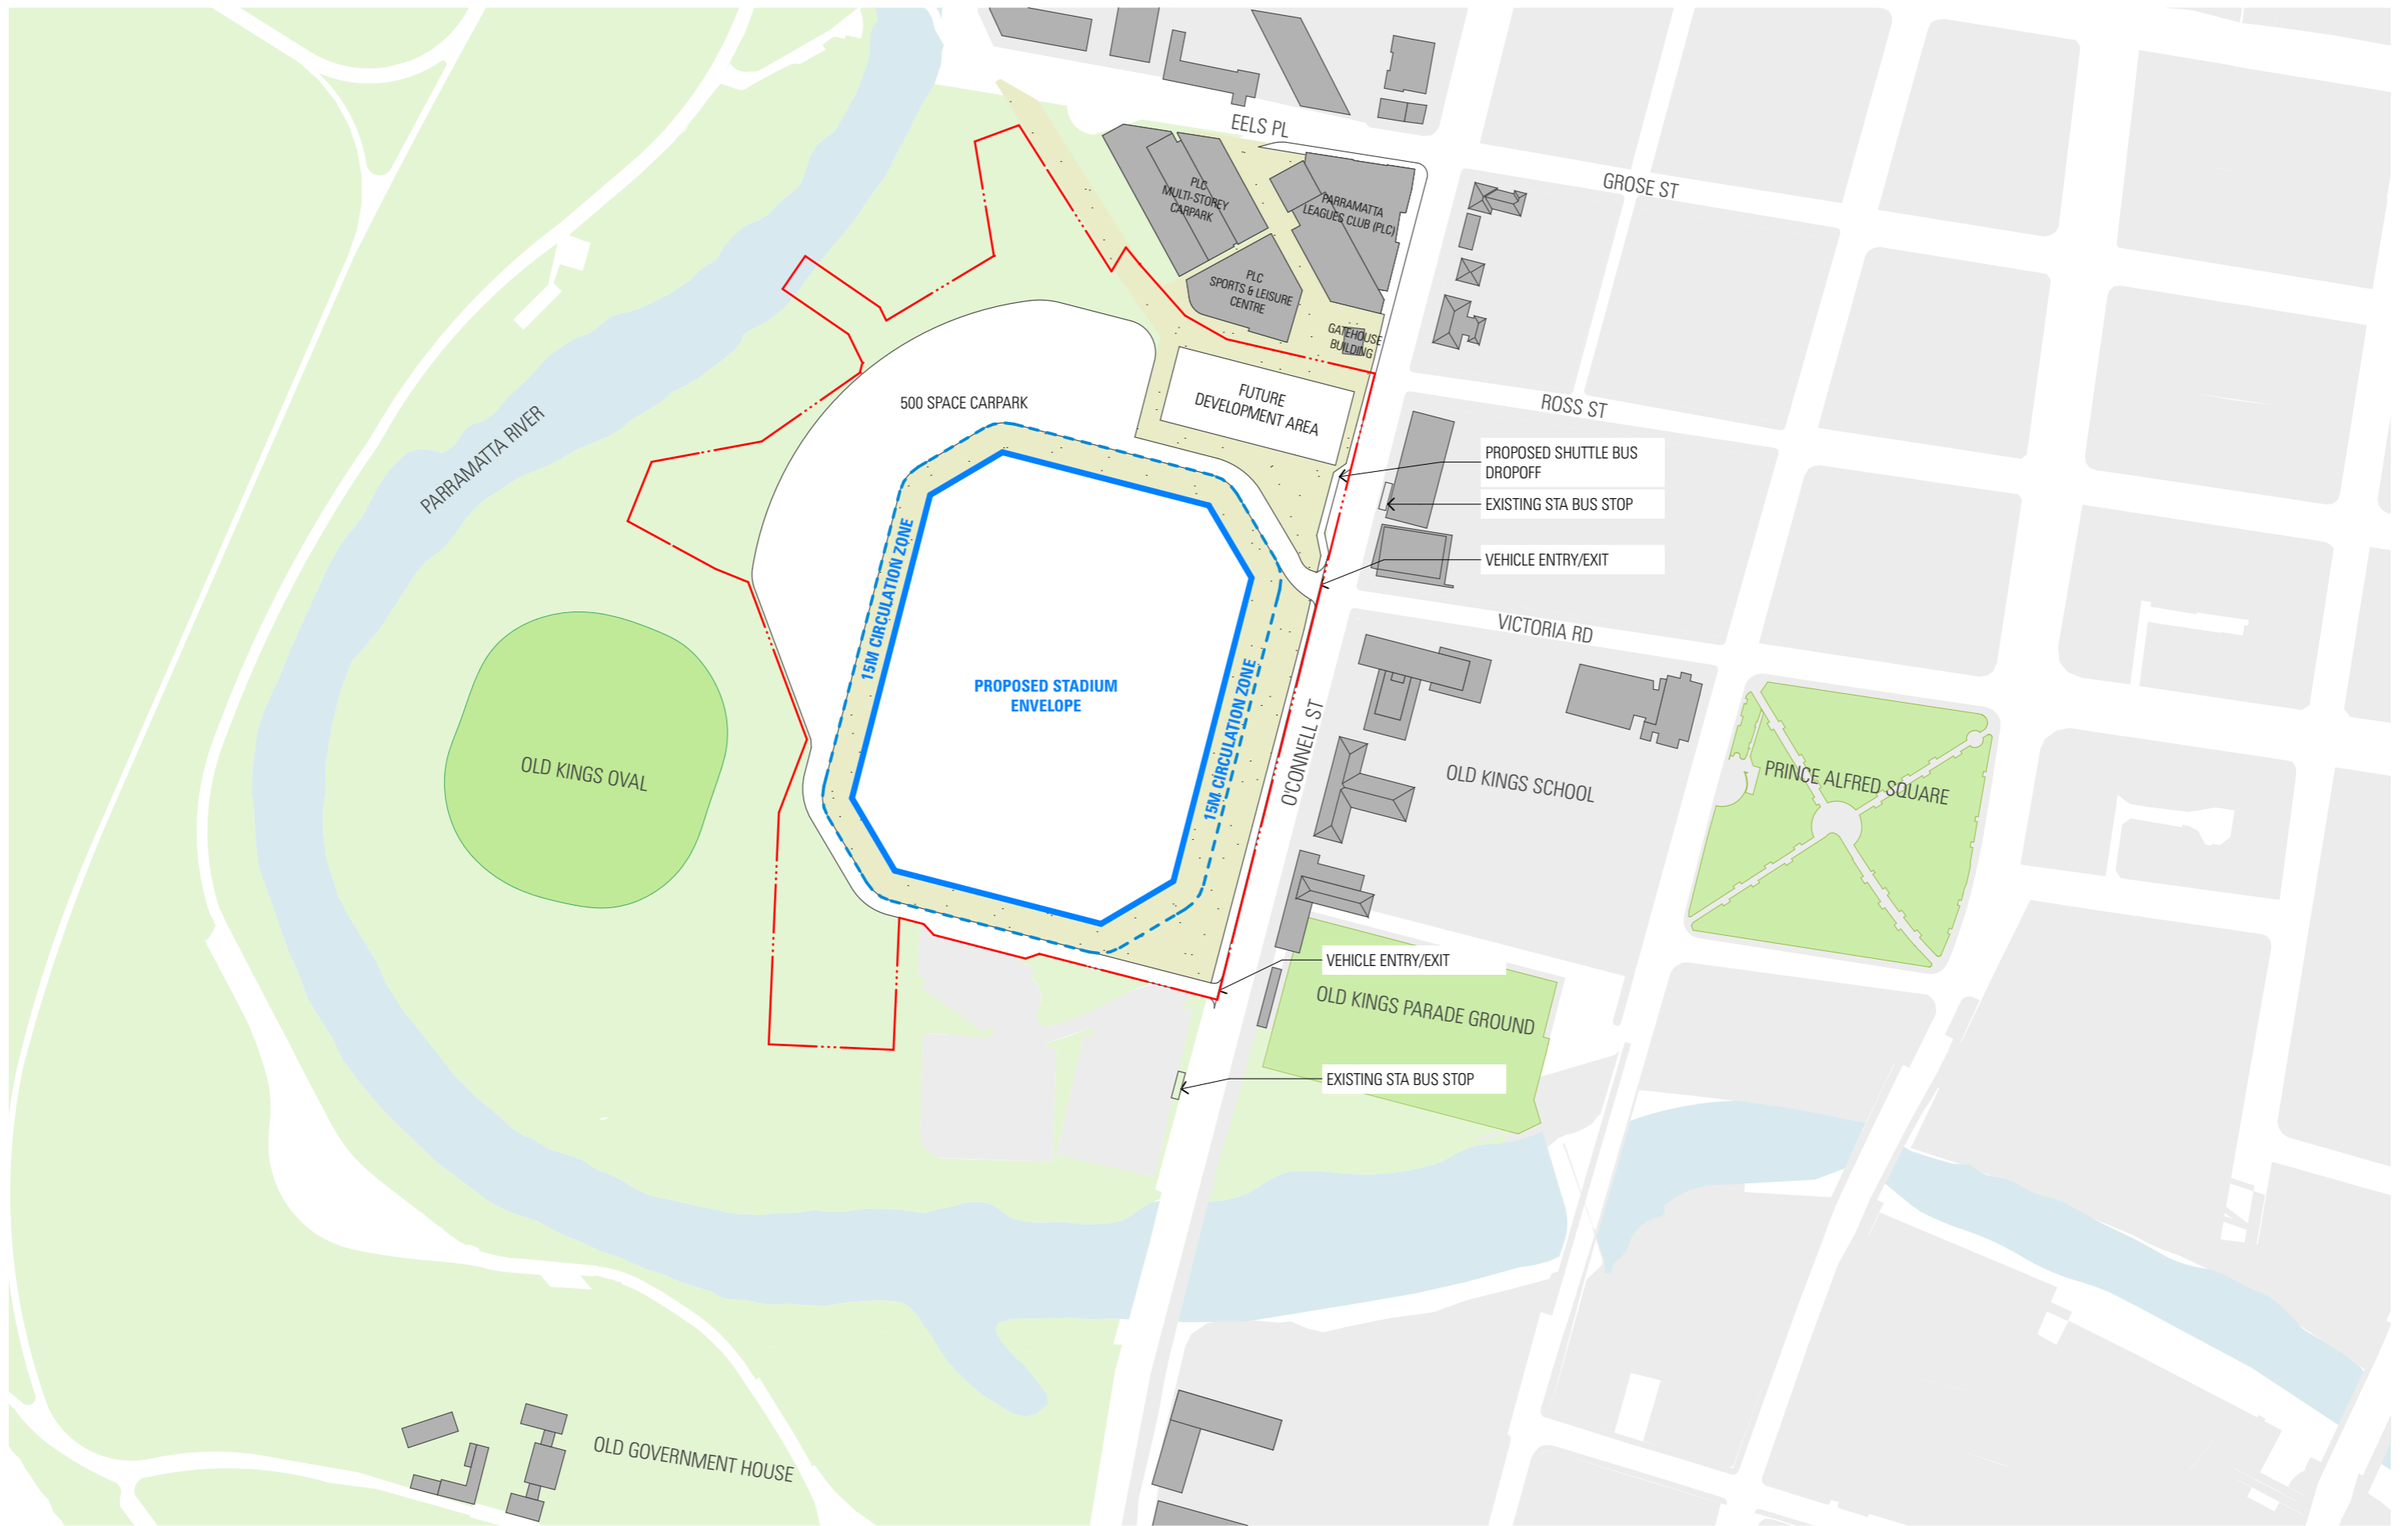 EELS PL
GROSE ST
PLC
MULTI-STOREY
CARPARK
PARRAMATTA
LEAGUES CLUB (PLC)
PLC
SPORTS & LEISURE
CENTRE
GATEHOUSE
BUILDING
FUTURE
DEVELOPMENT AREA
500 SPACE CARPARK
ROSS ST
PARRAMATTA RIVER
PROPOSED SHUTTLE BUS
DROPOFF
EXISTING STA BUS STOP
VEHICLE ENTRY/EXIT
15M CIRCULATION ZONE
VICTORIA RD
PROPOSED STADIUM
ENVELOPE
15M CIRCULATION ZONE
O'CONNELL ST
OLD KINGS OVAL
OLD KINGS SCHOOL
PRINCE ALFRED SQUARE
VEHICLE ENTRY/EXIT
OLD KINGS PARADE GROUND
EXISTING STA BUS STOP
OLD GOVERNMENT HOUSE